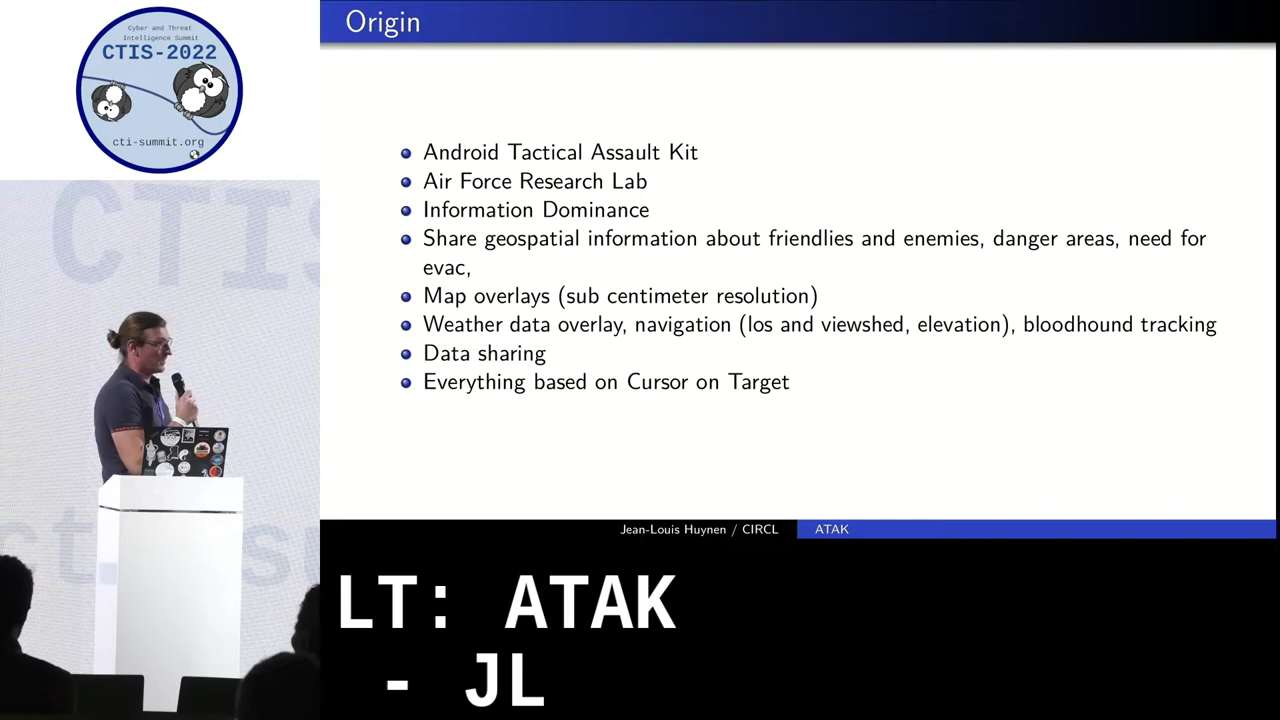 Cyber and Threat
Intelligence Summit
CTIS-2022
cti-summit.org
CTIS
Origin
Android Tactical Assault Kit
Air Force Research Lab
Information Dominance
Share geospatial information about friendlies and enemies, danger areas, need for
evac,
Map overlays (sub centimeter resolution)
Weather data overlay, navigation (los and viewshed, elevation), bloodhound tracking
Data sharing
Everything based on Cursor on Target
Jean-Louis Huynen / CIRCL
ATAK
LT: ATAK
- JL